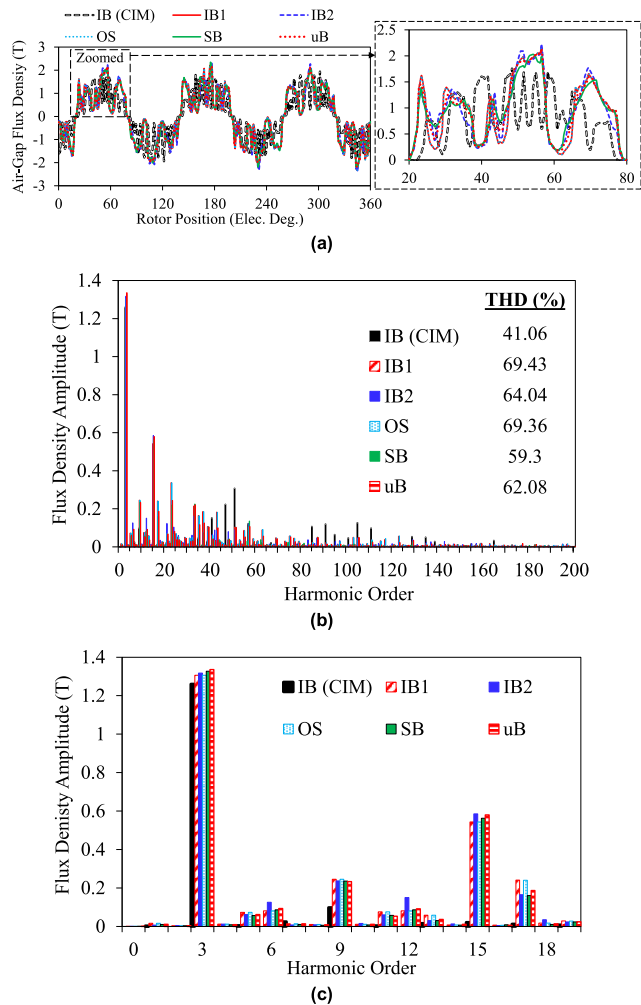 IB (CIM) IB1 IB2
OS SB uB
Air-Gap Flux Densiy (T)
3
2
1
0
-1
-2
-3
Zoomed
0 60 120 180 240 300 360
Rotor Position (Elec. Deg.)
2.5
2
1.5
1
0.5
0
20 40 60 80
(a)
Flux Density Amplitude (T)
1.4
1.2
1
0.8
0.6
0.4
0.2
0
THD (%)
IB (CIM) 41.06
IB1 69.43
IB2 64.04
OS 69.36
SB 59.3
uB 62.08
0 20 40 60 80 100 120 140 160 180 200
Harmonic Order
(b)
Flux Denisty Amplitude (T)
1.4
1.2
1
0.8
0.6
0.4
0.2
0
IB (CIM) IB1 IB2
OS SB uB
0 3 6 9 12 15 18
Harmonic Order
(c)